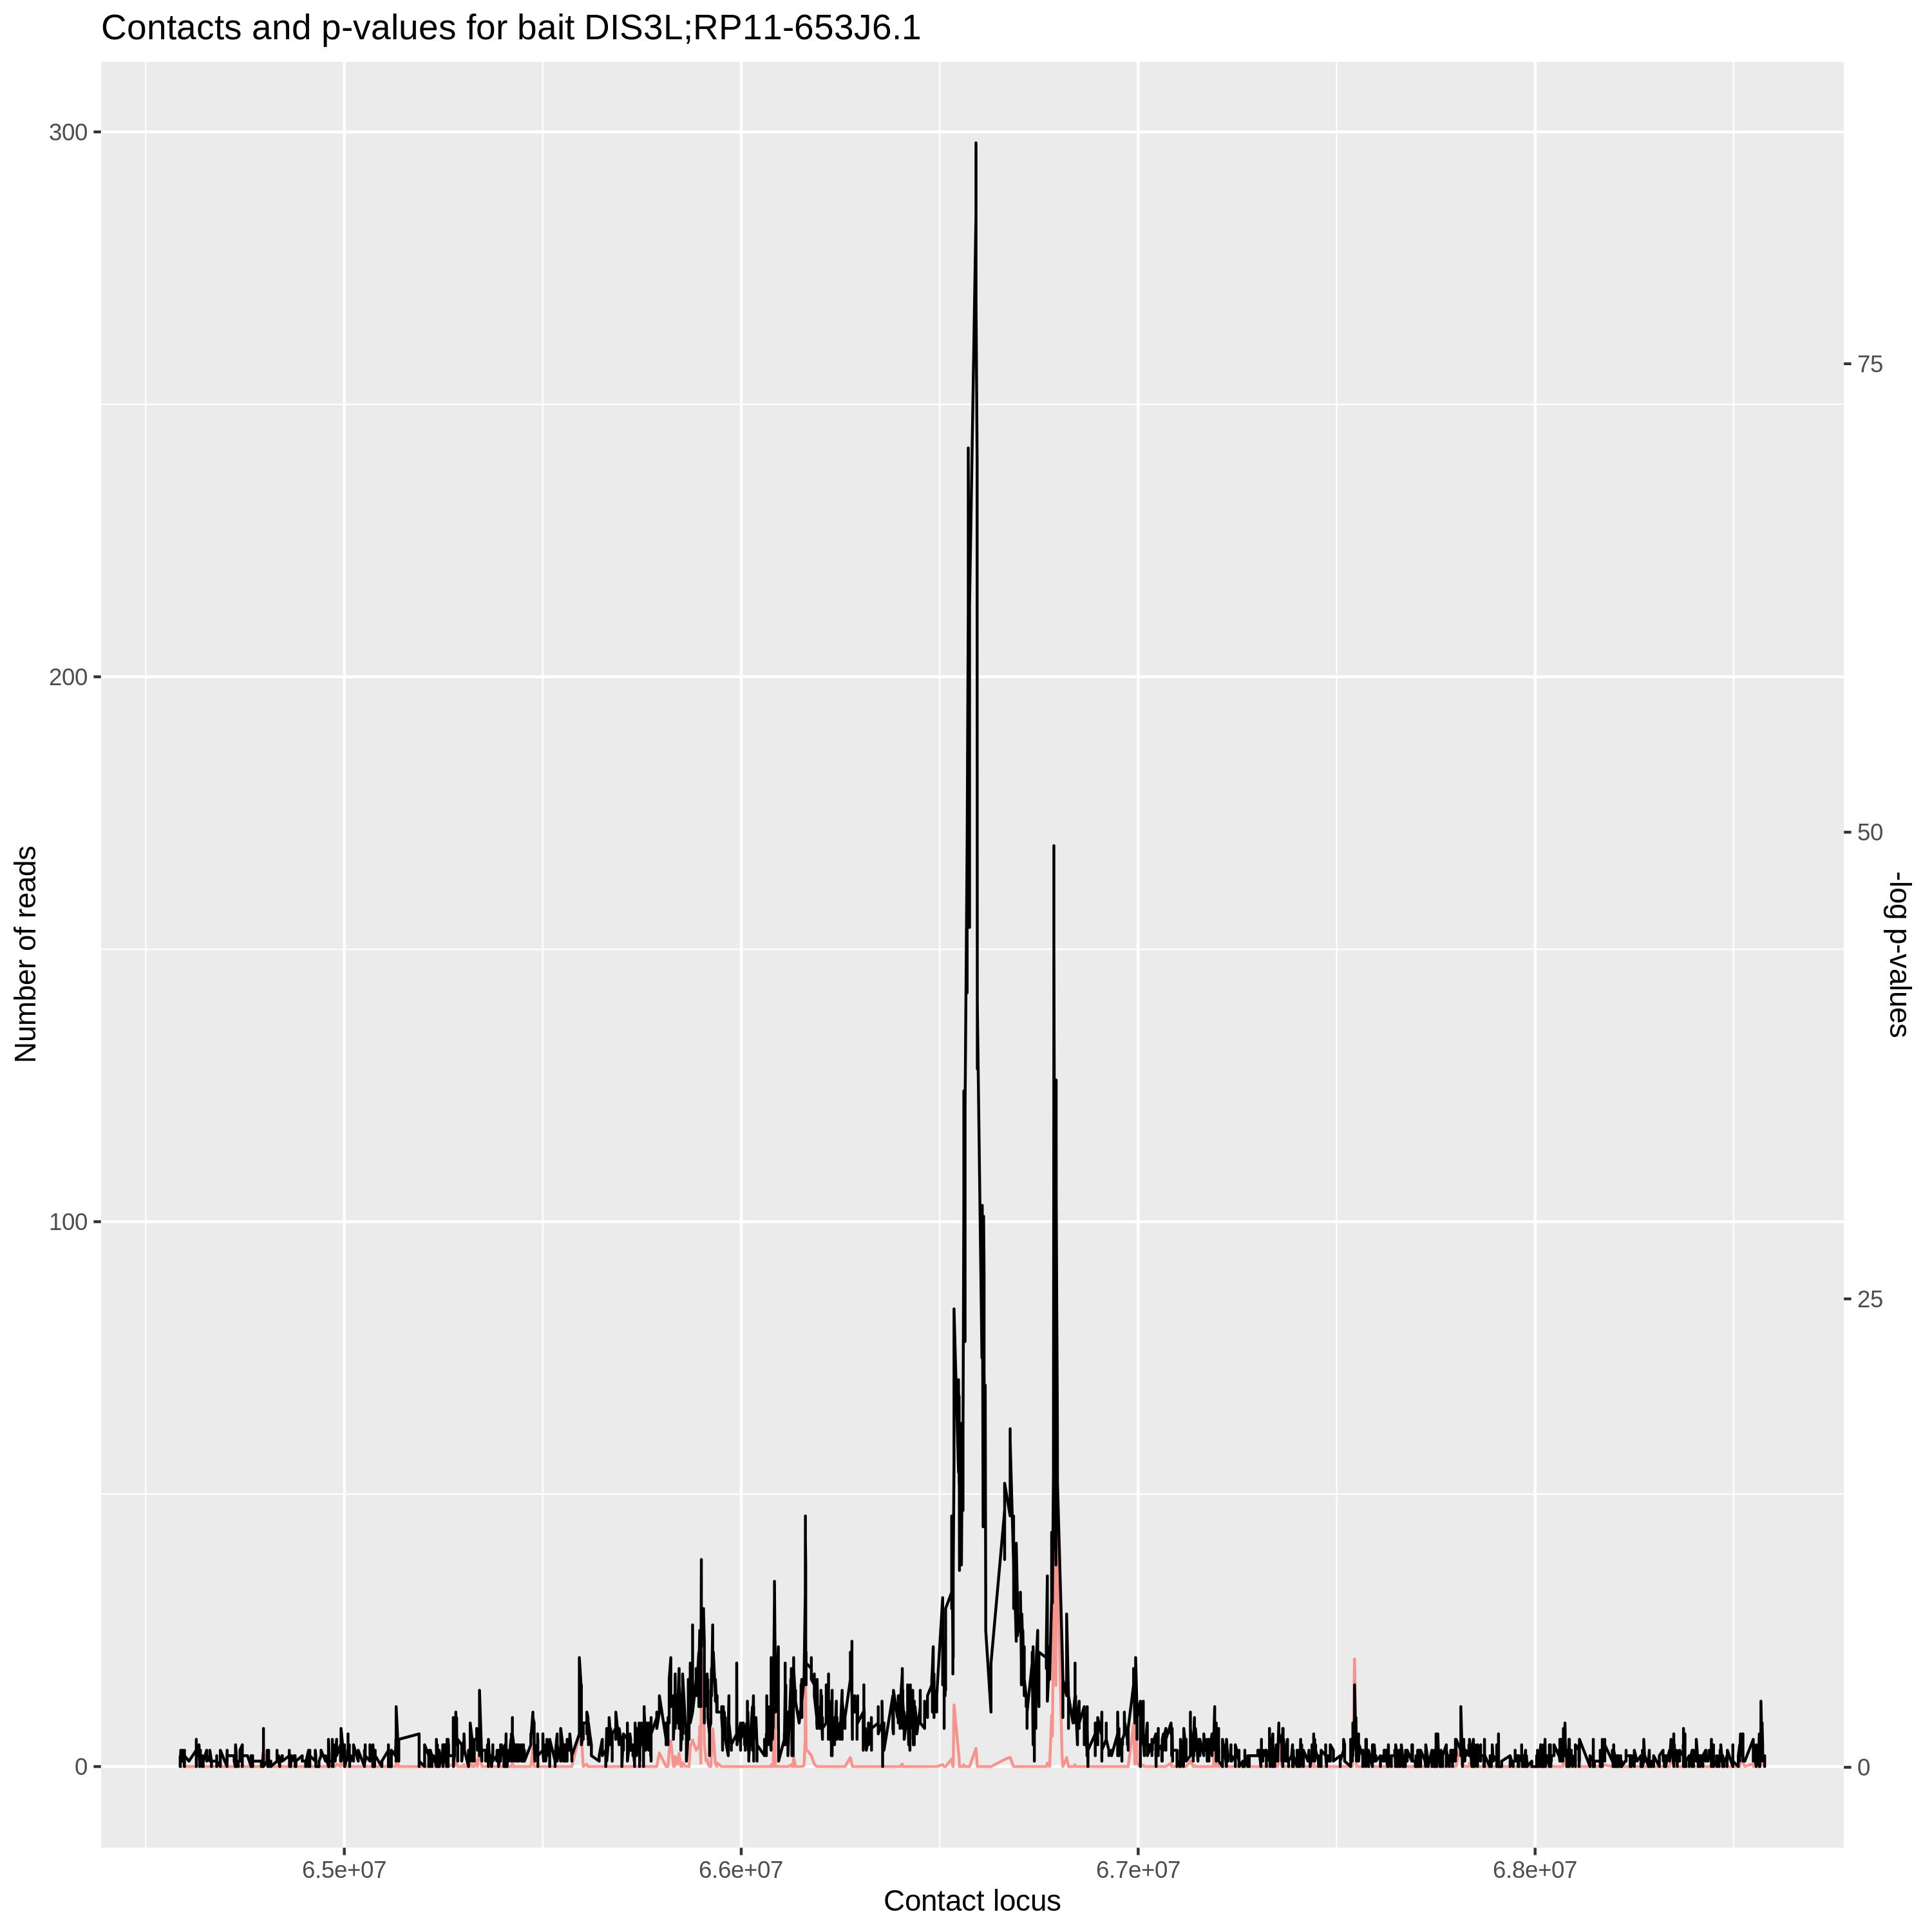 Contacts and p-values for bait DIS3L;RP11-653J6.1
300
200
100
0
Number of reads
75
50
25
0
-log p-values
6.5e+07
6.6e+07
6.7e+07
6.8e+07
Contact locus